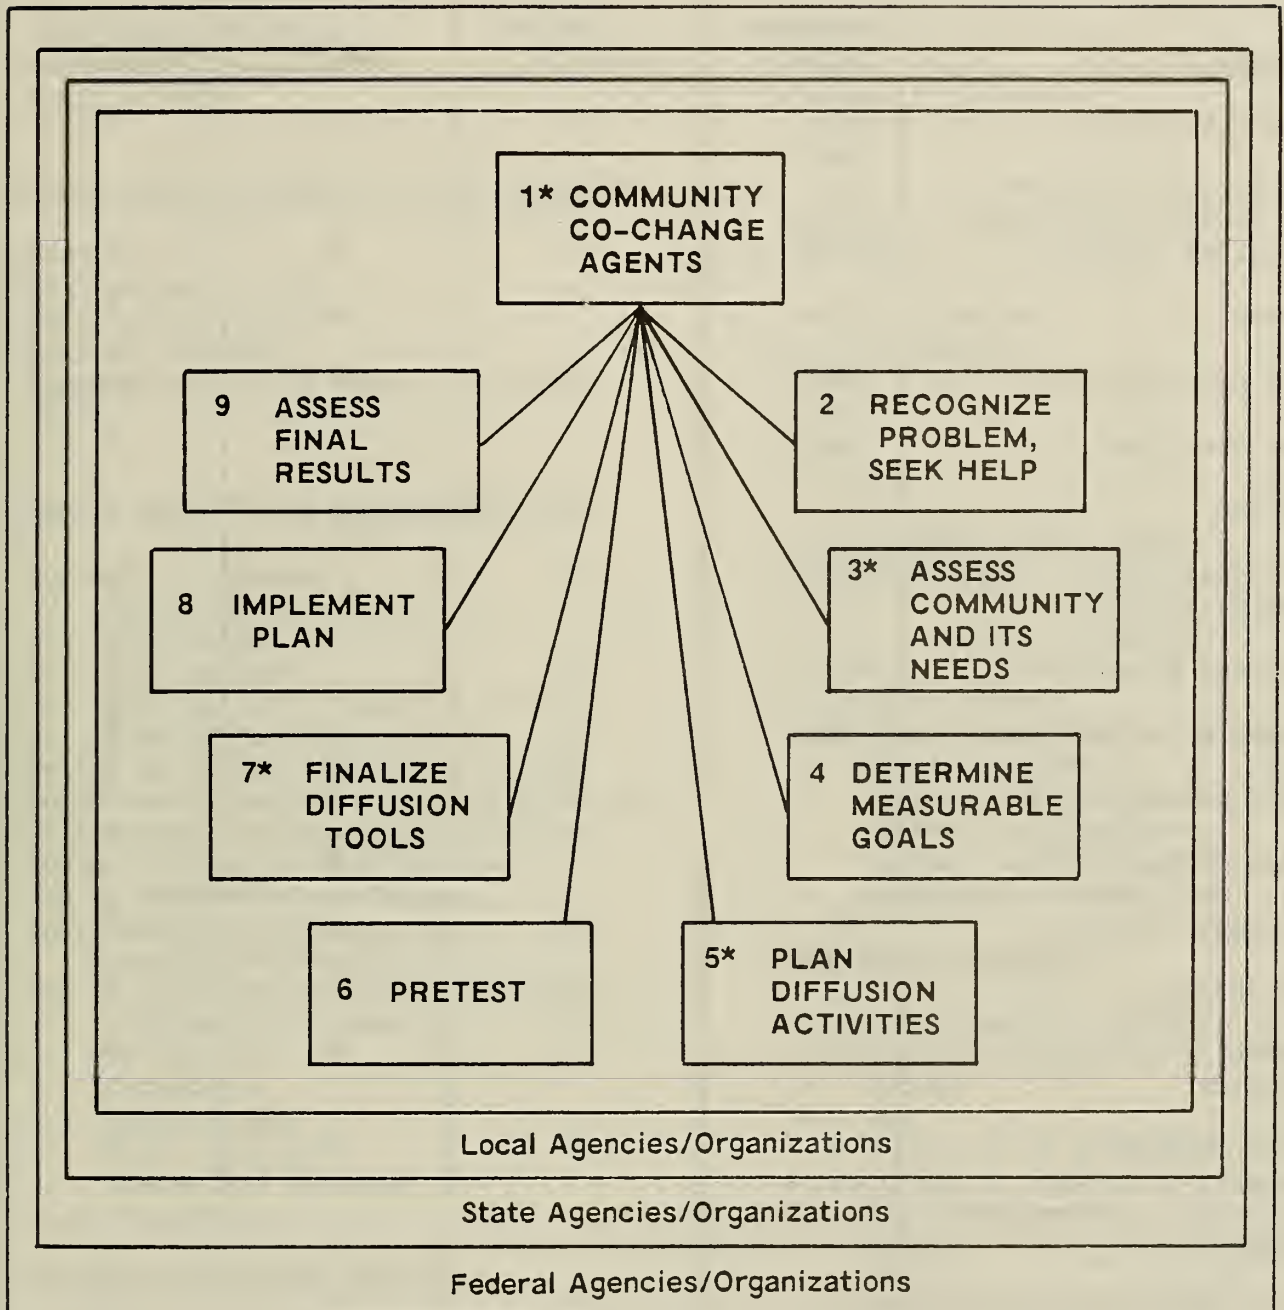 1* COMMUNITY
CO-CHANGE
AGENTS
2 RECOGNIZE
PROBLEM,
SEEK HELP
3* ASSESS
COMMUNITY
AND ITS
NEEDS
4 DETERMINE
MEASURABLE
GOALS
5* PLAN
DIFFUSION
ACTIVITIES
6 PRETEST
7* FINALIZE
DIFFUSION
TOOLS
8 IMPLEMENT
PLAN
9 ASSESS
FINAL
RESULTS
Local Agencies/Organizations
State Agencies/Organizations
Federal Agencies/Organizations